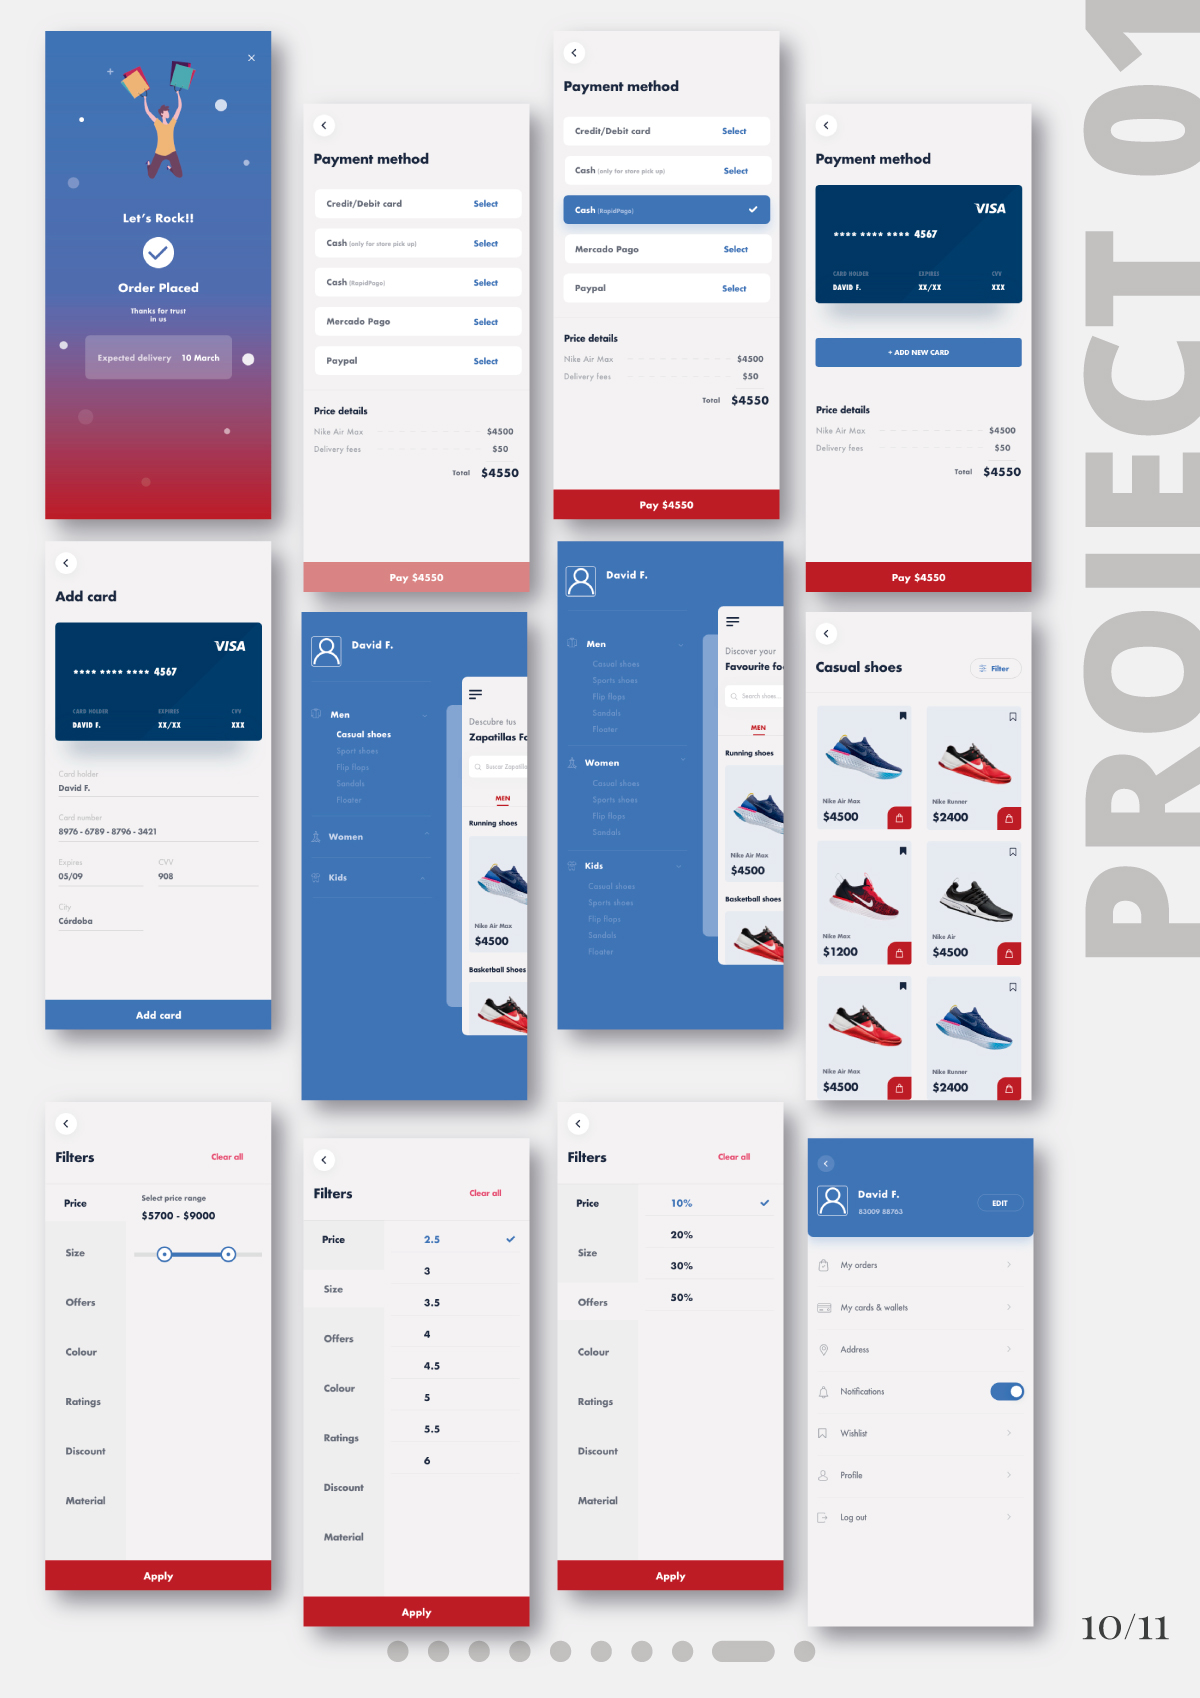 Let's Rock!!
Order Placed
Thanks for trust
in us
Expected delivery 10 March
Payment method
Credit/Debit card Select
Cash (only for store pick up) Select
Cash (RapidPago) Select
Mercado Pago Select
Paypal Select
Price details
Nike Air Max $4500
Delivery fees $50
Total $4550
Pay $4550
Payment method
Credit/Debit card Select
Cash (only for store pick up) Select
Cash (RapidPago)
Mercado Pago Select
Paypal Select
Price details
Nike Air Max $4500
Delivery fees $50
Total $4550
Pay $4550
Payment method
VISA
**** **** **** 4567
CARD HOLDER EXPIRES CVV
DAVID F. XX/XX XXX
+ ADD NEW CARD
Price details
Nike Air Max $4500
Delivery fees $50
Total $4550
Pay $4550
PROJECT 01
Add card
VISA
**** **** **** 4567
CARD HOLDER EXPIRES CVV
DAVID F. XX/XX XXX
Card holder
David F.
Card number
8976 - 6789 - 8796 - 3421
Expires CVV
05/09 908
City
Córdoba
Add card
David F.
Men
Casual shoes
Sport shoes
Flip flops
Sandals
Floater
Women
Kids
Descubre tus
Zapatillas Fa
Buscar Zapatilla
MEN
Running shoes
Nike Air Max
$4500
Basketball Shoes
David F.
Men
Casual shoes
Sports shoes
Flip flops
Sandals
Floater
Women
Casual shoes
Sports shoes
Flip flops
Sandals
Kids
Casual shoes
Sports shoes
Flip flops
Sandals
Floater
Discover your
Favourite fo
Search shoes...
MEN
Running shoes
Nike Air Max
$4500
Basketball shoes
Casual shoes Filter
Nike Air Max
$4500
Nike Runner
$2400
Nike Max
$1200
Nike Air
$4500
Nike Air Max
$4500
Nike Runner
$2400
Filters Clear all
Price
Size
Offers
Colour
Ratings
Discount
Material
Select price range
$5700 - $9000
Apply
Filters Clear all
Price
Size
Offers
Colour
Ratings
Discount
Material
2.5
3
3.5
4
4.5
5
5.5
6
Apply
Filters Clear all
Price
Size
Offers
Colour
Ratings
Discount
Material
10%
20%
30%
50%
Apply
David F.
83009 88763
EDIT
My orders
My cards & wallets
Address
Notifications
Wishlist
Profile
Log out
10/11